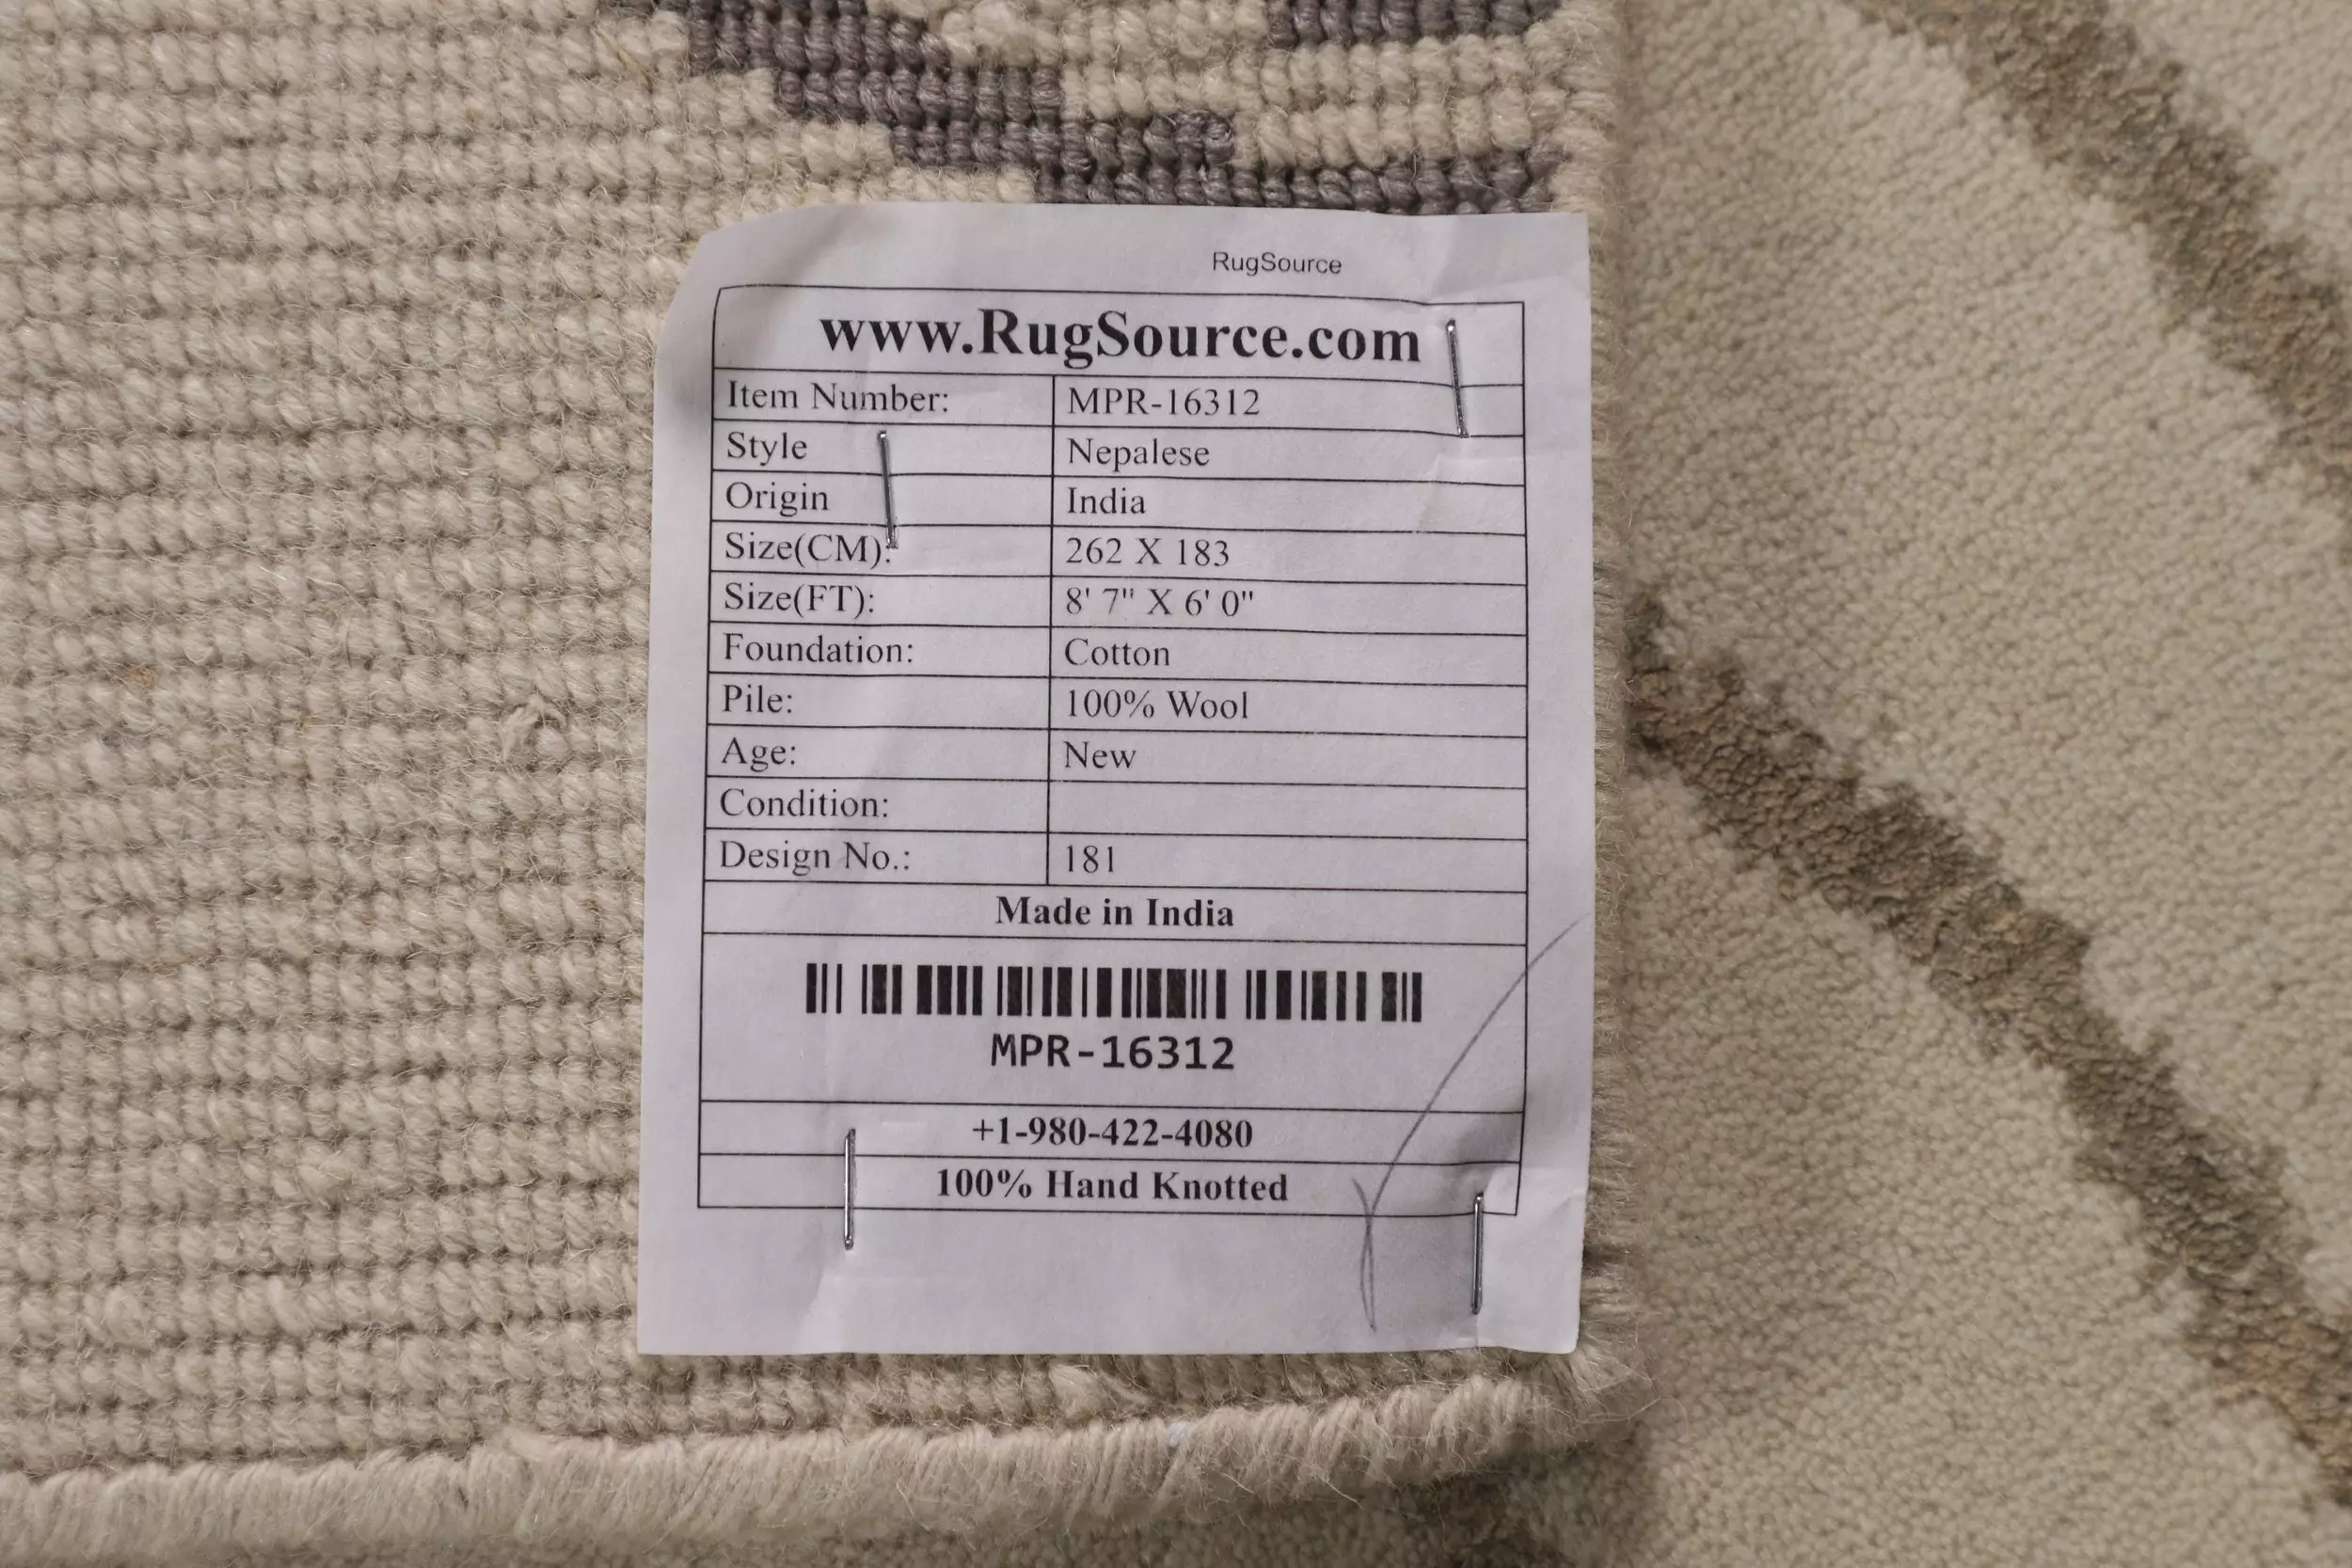 RugSource
www.RugSource.com
Item Number: MPR-16312
Style Nepalese
Origin India
Size(CM): 262 X 183
Size(FT): 8' 7" X 6' 0"
Foundation: Cotton
Pile: 100% Wool
Age: New
Condition:
Design No.: 181
Made in India
MPR-16312
+1-980-422-4080
100% Hand Knotted